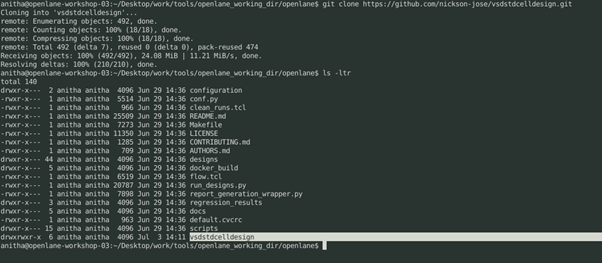 anitha@openlane-workshop-03:~/Desktop/work/tools/openlane_working_dir/openlane$ git clone https://github.com/nickson-jose/vsdstdcelldesign.git
Cloning into 'vsdstdcelldesign'...
remote: Enumerating objects: 492, done.
remote: Counting objects: 100% (18/18), done.
remote: Compressing objects: 100% (18/18), done.
remote: Total 492 (delta 7), reused 0 (delta 0), pack-reused 474
Receiving objects: 100% (492/492), 24.08 MiB | 11.21 MiB/s, done.
Resolving deltas: 100% (210/210), done.
anitha@openlane-workshop-03:~/Desktop/work/tools/openlane_working_dir/openlane$ ls -ltr
total 140
drwxr-x--- 2 anitha anitha 4096 Jun 29 14:36 configuration
-rwxr-x--- 1 anitha anitha 5514 Jun 29 14:36 conf.py
-rwxr-x--- 1 anitha anitha 966 Jun 29 14:36 clean_runs.tcl
-rwxr-x--- 1 anitha anitha 25509 Jun 29 14:36 README.md
-rwxr-x--- 1 anitha anitha 7273 Jun 29 14:36 Makefile
-rwxr-x--- 1 anitha anitha 11350 Jun 29 14:36 LICENSE
-rwxr-x--- 1 anitha anitha 1285 Jun 29 14:36 CONTRIBUTING.md
-rwxr-x--- 1 anitha anitha 709 Jun 29 14:36 AUTHORS.md
drwxr-x--- 44 anitha anitha 4096 Jun 29 14:36 designs
drwxr-x--- 5 anitha anitha 4096 Jun 29 14:36 docker_build
-rwxr-x--- 1 anitha anitha 6519 Jun 29 14:36 flow.tcl
-rwxr-x--- 1 anitha anitha 20787 Jun 29 14:36 run_designs.py
-rwxr-x--- 1 anitha anitha 7898 Jun 29 14:36 report_generation_wrapper.py
drwxr-x--- 3 anitha anitha 4096 Jun 29 14:36 regression_results
drwxr-x--- 5 anitha anitha 4096 Jun 29 14:36 docs
-rwxr-x--- 1 anitha anitha 963 Jun 29 14:36 default.cvcrc
drwxr-x--- 15 anitha anitha 4096 Jun 29 14:36 scripts
drwxrwxr-x 6 anitha anitha 4096 Jul 3 14:11 vsdstdcelldesign
anitha@openlane-workshop-03:~/Desktop/work/tools/openlane_working_dir/openlane$